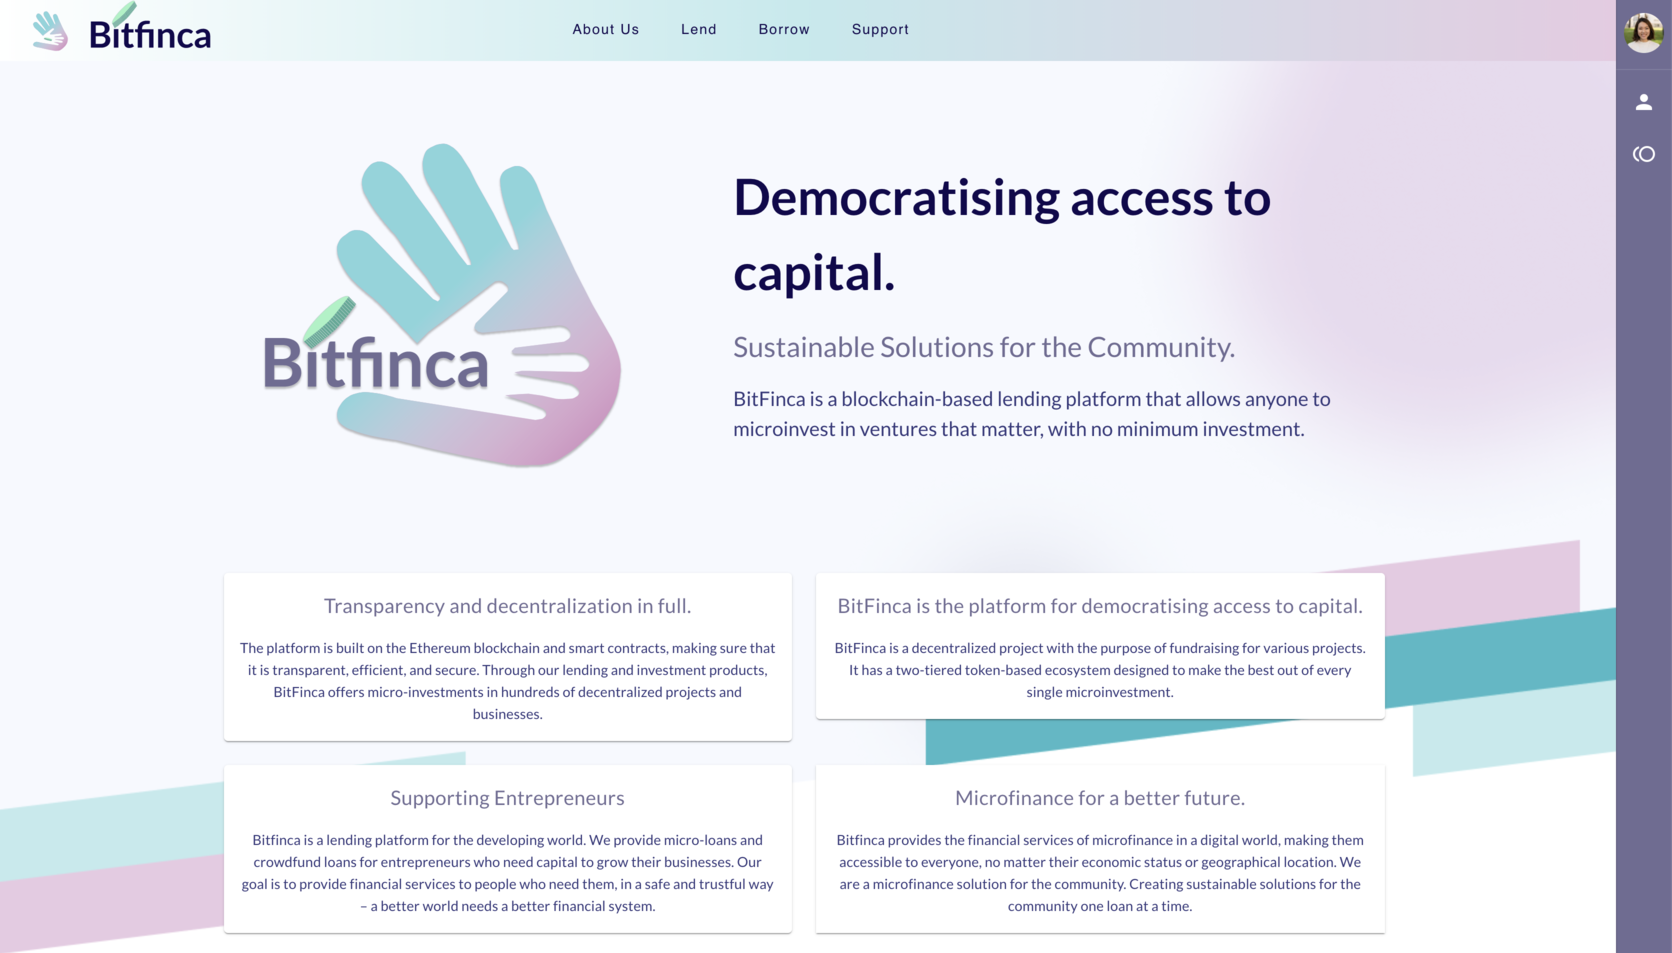 Bitfinca
About Us
Lend
Borrow
Support
Bitfinca
Democratising access to
capital.
Sustainable Solutions for the Community.
BitFinca is a blockchain-based lending platform that allows anyone to
microinvest in ventures that matter, with no minimum investment.
Transparency and decentralization in full.
The platform is built on the Ethereum blockchain and smart contracts, making sure that
it is transparent, efficient, and secure. Through our lending and investment products,
BitFinca offers micro-investments in hundreds of decentralized projects and
businesses.
BitFinca is the platform for democratising access to capital.
BitFinca is a decentralized project with the purpose of fundraising for various projects.
It has a two-tiered token-based ecosystem designed to make the best out of every
single microinvestment.
Supporting Entrepreneurs
Bitfinca is a lending platform for the developing world. We provide micro-loans and
crowdfund loans for entrepreneurs who need capital to grow their businesses. Our
goal is to provide financial services to people who need them, in a safe and trustful way
– a better world needs a better financial system.
Microfinance for a better future.
Bitfinca provides the financial services of microfinance in a digital world, making them
accessible to everyone, no matter their economic status or geographical location. We
are a microfinance solution for the community. Creating sustainable solutions for the
community one loan at a time.